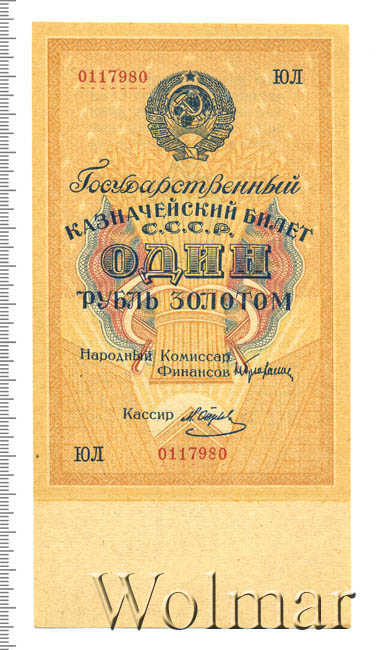 0117980 ЮЛ
Государственный
КАЗНАЧЕЙСКИЙ БИЛЕТ
С.С.С.Р.
ОДИН
РУБЛЬ ЗОЛОТОМ
Народный Комиссар
Финансов
Кассир
ЮЛ 0117980
Wolmar